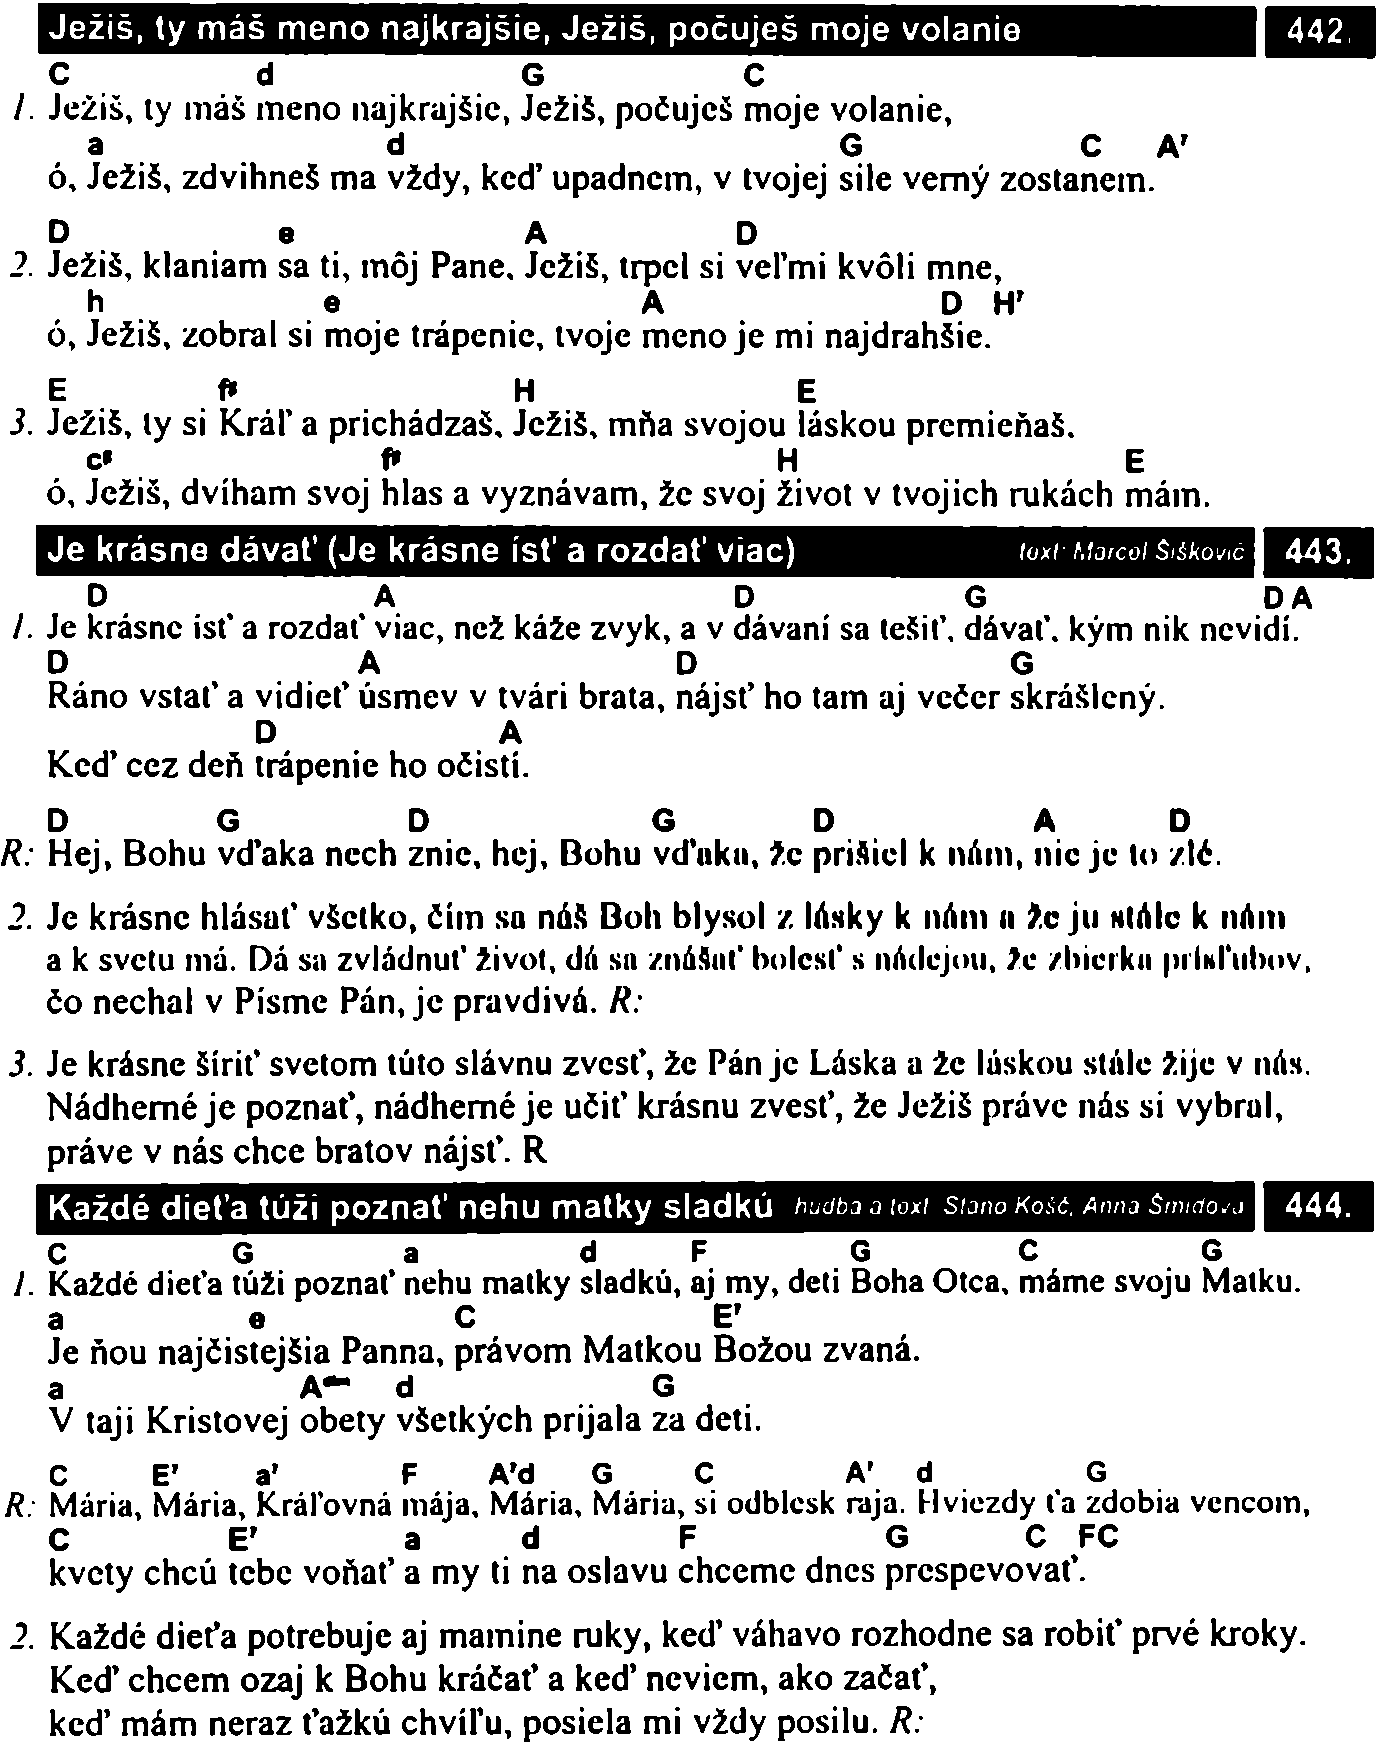 Ježiš, ty máš meno najkrajšie, Ježiš, počuješ moje volanie 442.
C d G C
1. Ježiš, ty máš meno najkrajšie, Ježiš, počuješ moje volanie,
a d G C A7
ó, Ježiš, zdvihneš ma vždy, keď upadnem, v tvojej sile verný zostanem.
D e A D
2. Ježiš, klaniam sa ti, môj Pane, Ježiš, trpel si veľmi kvôli mne,
h e A D H7
ó, Ježiš, zobral si moje trápenie, tvoje meno je mi najdrahšie.
E f# H E
3. Ježiš, ty si Kráľ a prichádzaš, Ježiš, mňa svojou láskou premieňaš.
c# f# H E
ó, Ježiš, dvíham svoj hlas a vyznávam, že svoj život v tvojich rukách mám.
Je krásne dávať (Je krásne ísť a rozdať viac) text: Marcel Šiškovič 443.
D A D G D A
1. Je krásne ísť a rozdať viac, než káže zvyk, a v dávaní sa tešiť, dávať, kým nik nevidí.
D A D G
Ráno vstať a vidieť úsmev v tvári brata, nájsť ho tam aj večer skrášlený.
D A
Keď cez deň trápenie ho očistí.
D G D G D A D
R: Hej, Bohu vďaka nech znie, hej, Bohu vďaka, že prišiel k nám, nie je to zlé.
2. Je krásne hlásať všetko, čím sa náš Boh blysol z lásky k nám a že ju stále k nám
a k svetu má. Dá sa zvládnuť život, dá sa znášať bolesť s nádejou, že zbierka prísľubov,
čo nechal v Písme Pán, je pravdivá. R:
3. Je krásne šíriť svetom túto slávnu zvesť, že Pán je Láska a že láskou stále žije v nás.
Nádherné je poznať, nádherné je učiť krásnu zvesť, že Ježiš práve nás si vybral,
práve v nás chce bratov nájsť. R
Každé dieťa túži poznať nehu matky sladkú hudba a text Stano Košč, Anna Šmidová 444.
C G a d F G C G
1. Každé dieťa túži poznať nehu matky sladkú, aj my, deti Boha Otca, máme svoju Matku.
a e C E7
Je ňou najčistejšia Panna, právom Matkou Božou zvaná.
a A d G
V taji Kristovej obety všetkých prijala za deti.
C E7 a7 F A7d G C A7 d G
R: Mária, Mária, Kráľovná mája, Mária, Mária, si odblesk raja. Hviezdy ťa zdobia vencom,
C E7 a d F G C FC
kvety chcú tebe voňať a my ti na oslavu chceme dnes prespevovať.
2. Každé dieťa potrebuje aj mamine ruky, keď váhavo rozhodne sa robiť prvé kroky.
Keď chcem ozaj k Bohu kráčať a keď neviem, ako začať,
keď mám neraz ťažkú chvíľu, posiela mi vždy posilu. R: